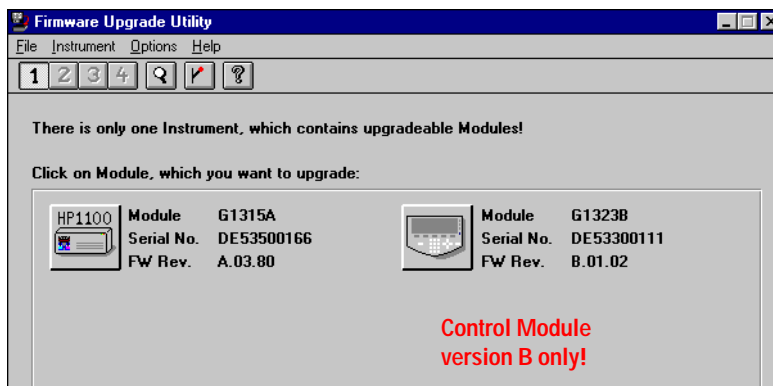 Firmware Upgrade Utility
File Instrument Options Help
1 2 3 4
There is only one Instrument, which contains upgradeable Modules!
Click on Module, which you want to upgrade:
HP1100 Module G1315A Module G1323B
Serial No. DE53500166 Serial No. DE53300111
FW Rev. A.03.80 FW Rev. B.01.02
Control Module
version B only!